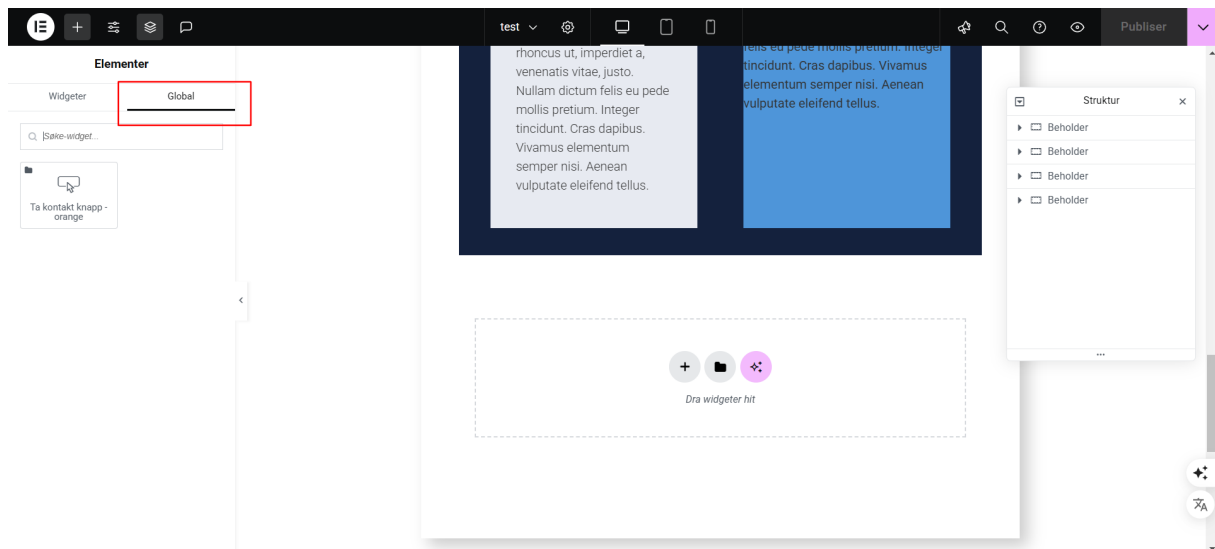 test
Publiser
Elementer
Widgeter
Global
Søke-widget...
Ta kontakt knapp -
orange
rhoncus ut, imperdiet a,
venenatis vitae, justo.
Nullam dictum felis eu pede
mollis pretium. Integer
tincidunt. Cras dapibus.
Vivamus elementum
semper nisi. Aenean
vulputate eleifend tellus.
felis eu pede mollis pretium. Integer
tincidunt. Cras dapibus. Vivamus
elementum semper nisi. Aenean
vulputate eleifend tellus.
Dra widgeter hit
Struktur
Beholder
Beholder
Beholder
Beholder